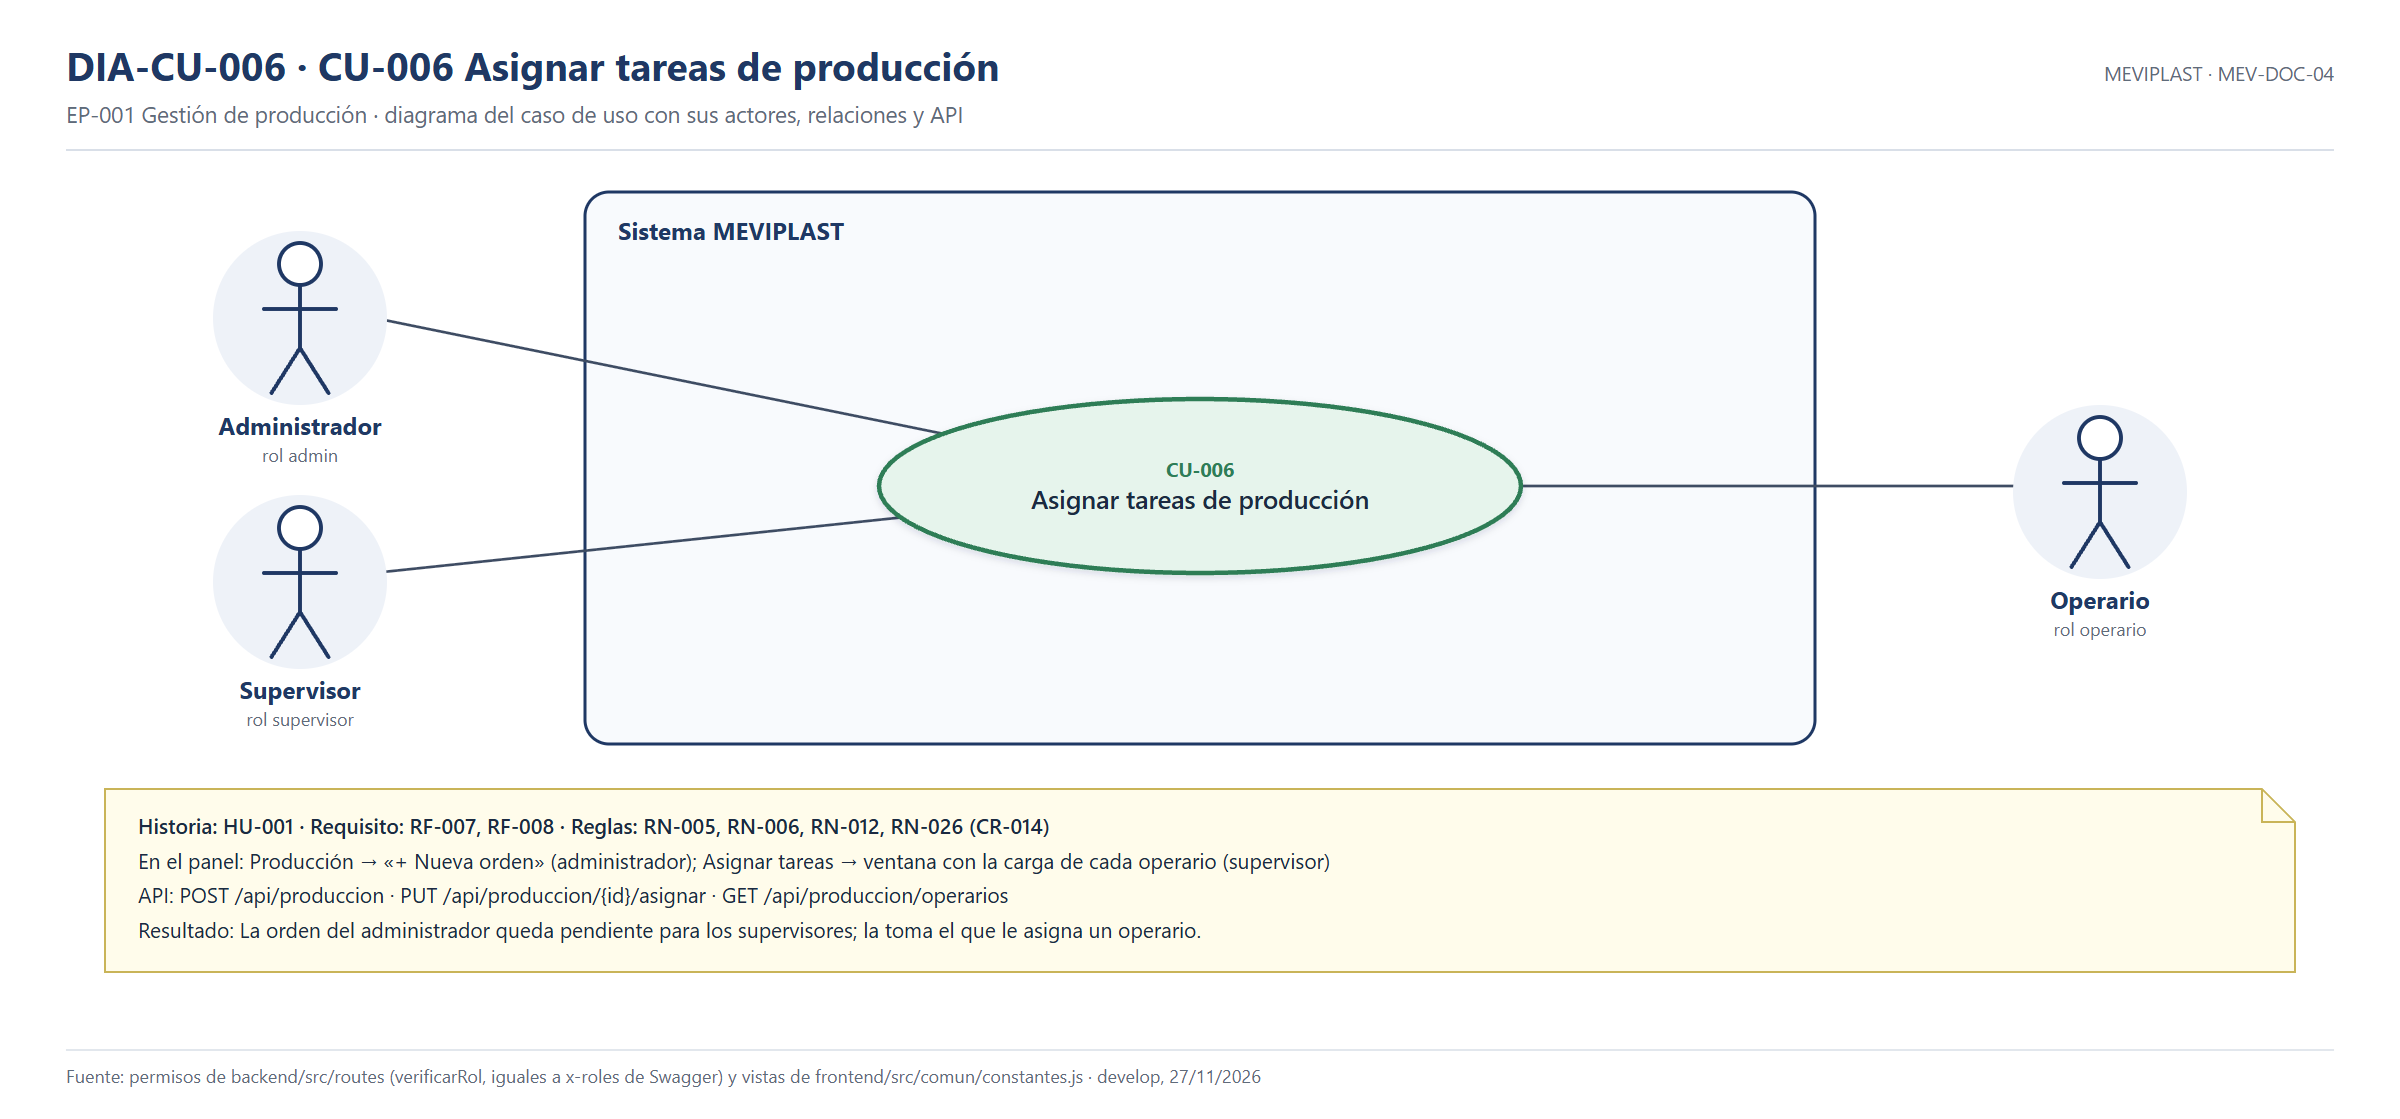 DIA-CU-006 · CU-006 Asignar tareas de producción
MEVIPLAST · MEV-DOC-04
EP-001 Gestión de producción · diagrama del caso de uso con sus actores, relaciones y API
Sistema MEVIPLAST
Administrador
rol admin
CU-006
Asignar tareas de producción
Operario
rol operario
Supervisor
rol supervisor
Historia: HU-001 · Requisito: RF-007, RF-008 · Reglas: RN-005, RN-006, RN-012, RN-026 (CR-014)
En el panel: Producción → «+ Nueva orden» (administrador); Asignar tareas → ventana con la carga de cada operario (supervisor)
API: POST /api/produccion · PUT /api/produccion/{id}/asignar · GET /api/produccion/operarios
Resultado: La orden del administrador queda pendiente para los supervisores; la toma el que le asigna un operario.
Fuente: permisos de backend/src/routes (verificarRol, iguales a x-roles de Swagger) y vistas de frontend/src/comun/constantes.js · develop, 27/11/2026